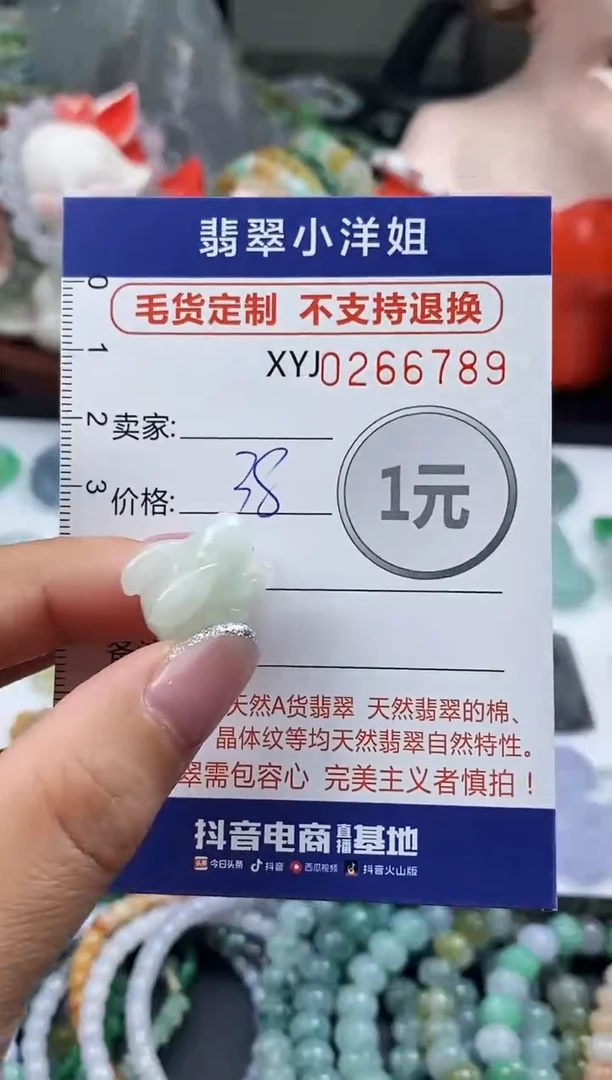 翡翠小洋姐
毛货定制 不支持退换
XYJ0266789
0
1
2
3
卖家:
价格: 38
1元
天然A货翡翠 天然翡翠的棉、
晶体纹等均天然翡翠自然特性。
翠需包容心 完美主义者慎拍!
抖音电商直播基地
头条 今日头条 抖音 西瓜视频 抖音火山版